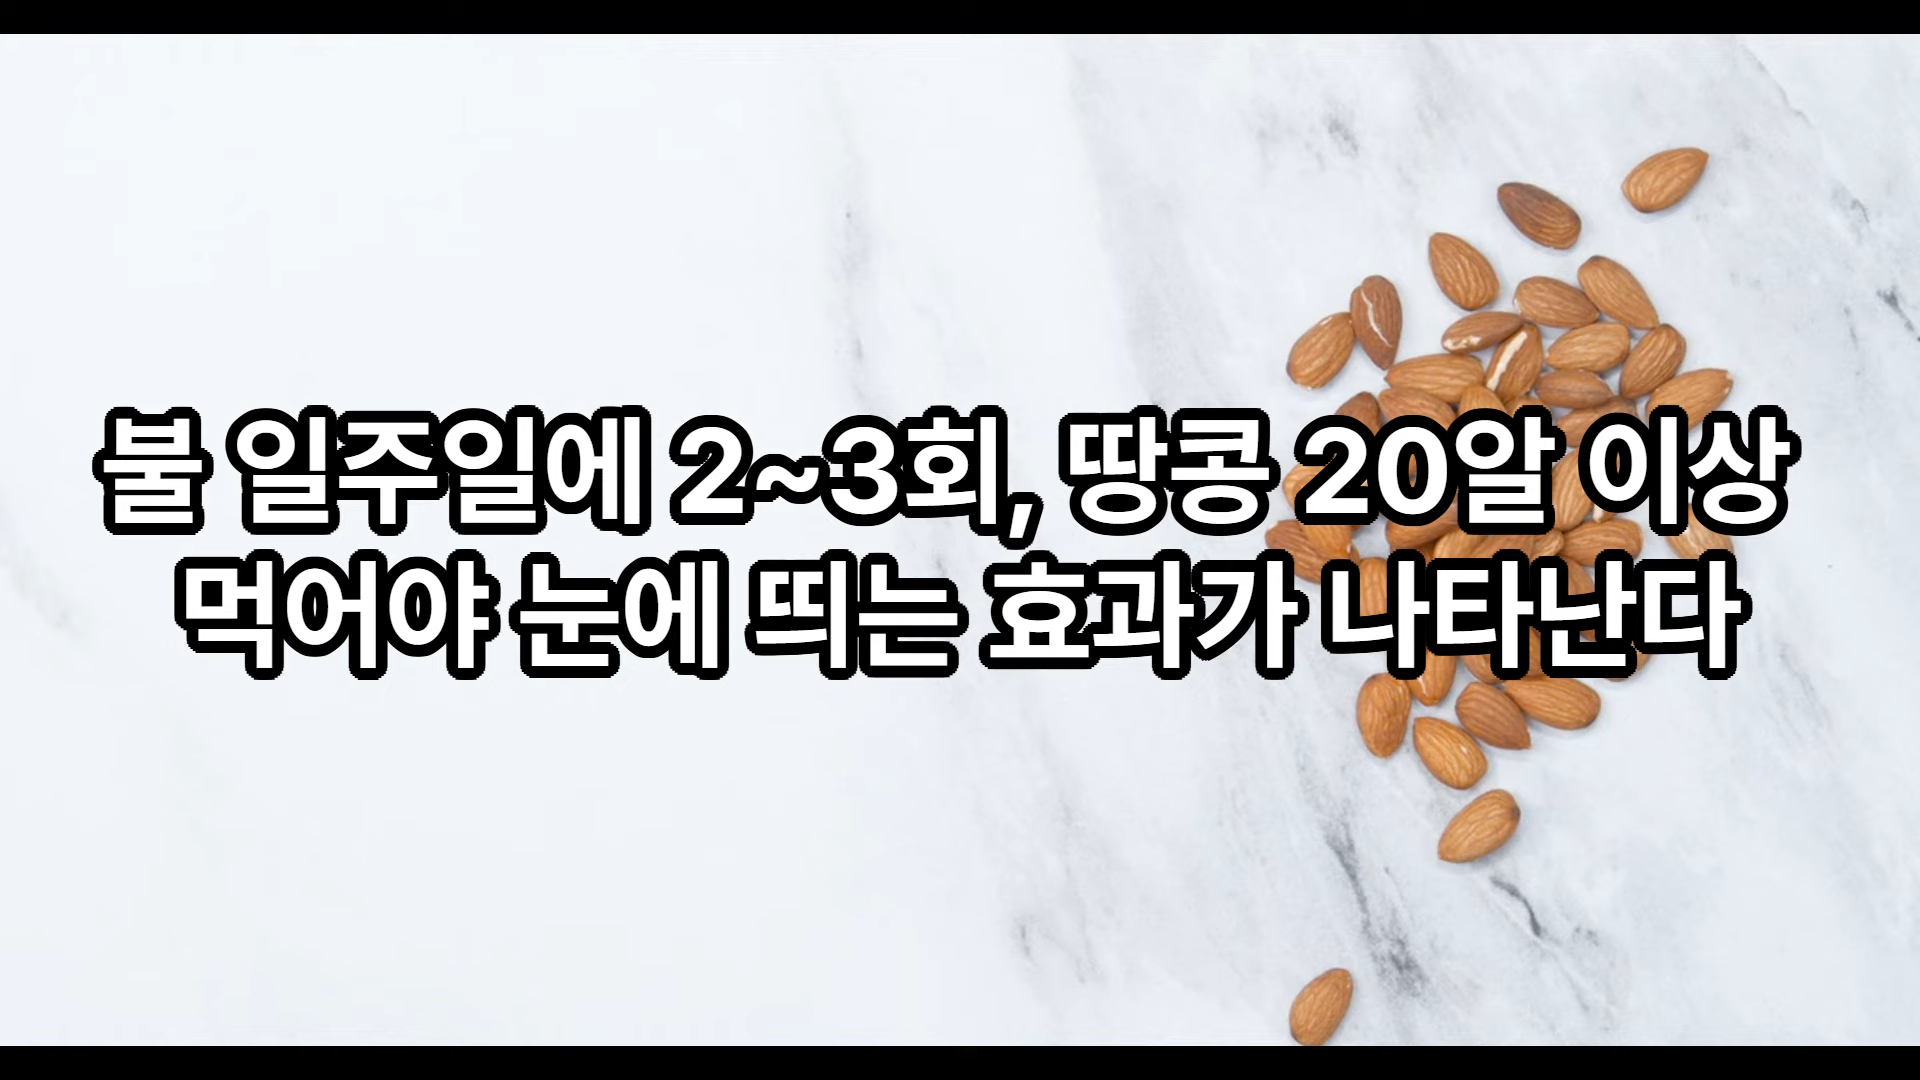 불 일주일에 2~3회, 땅콩 20알 이상
먹어야 눈에 띄는 효과가 나타난다